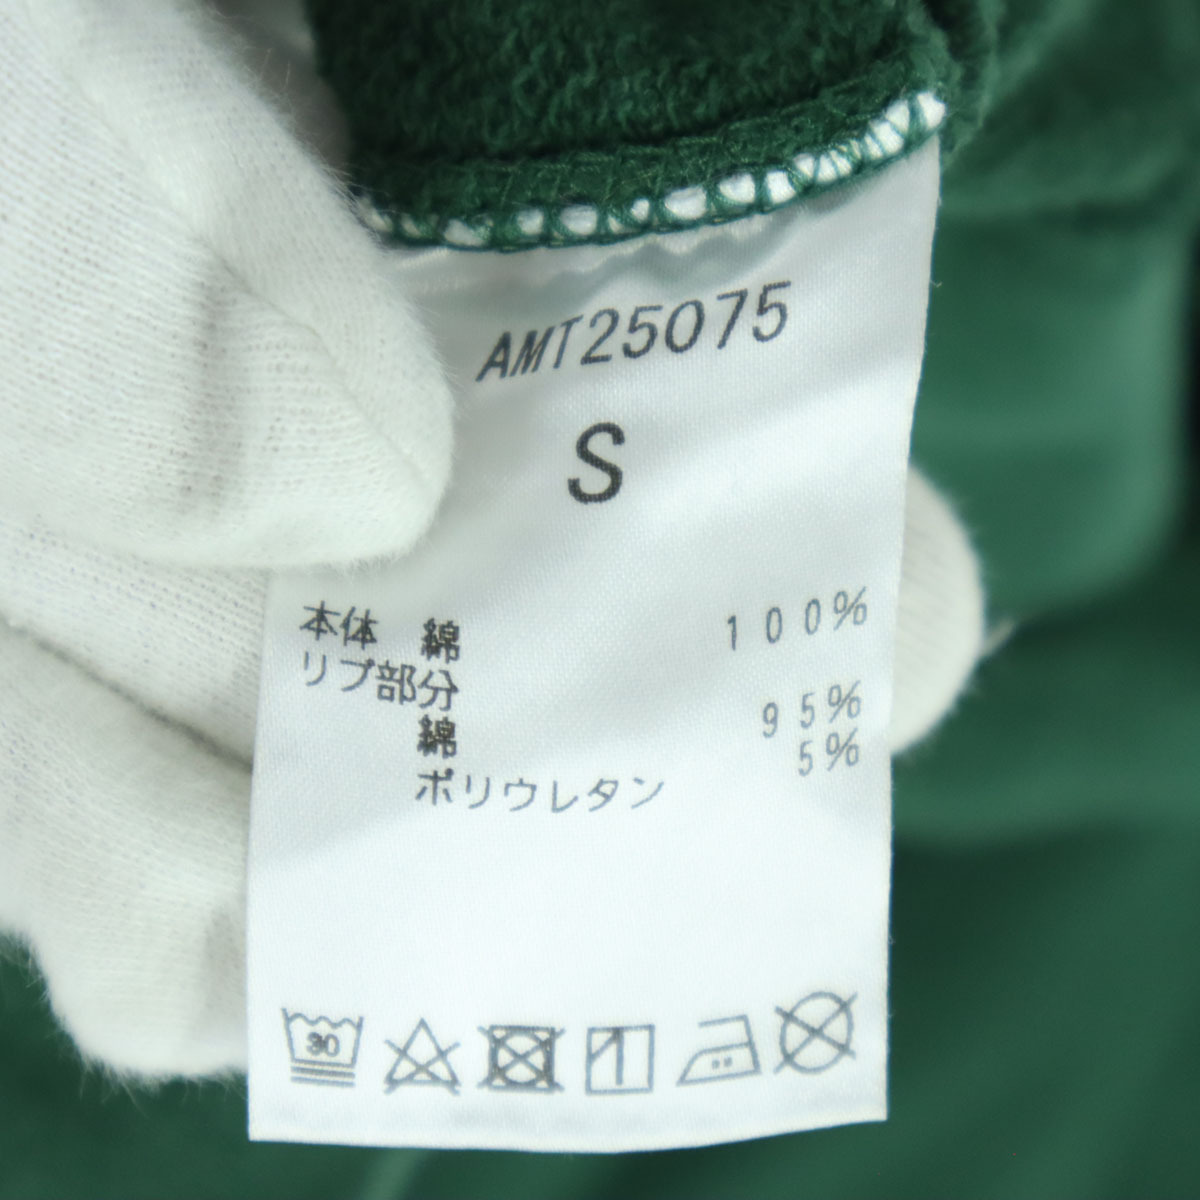 AMT25075
S
本体 綿 100%
リブ部分
綿 95%
ポリウレタン 5%
30